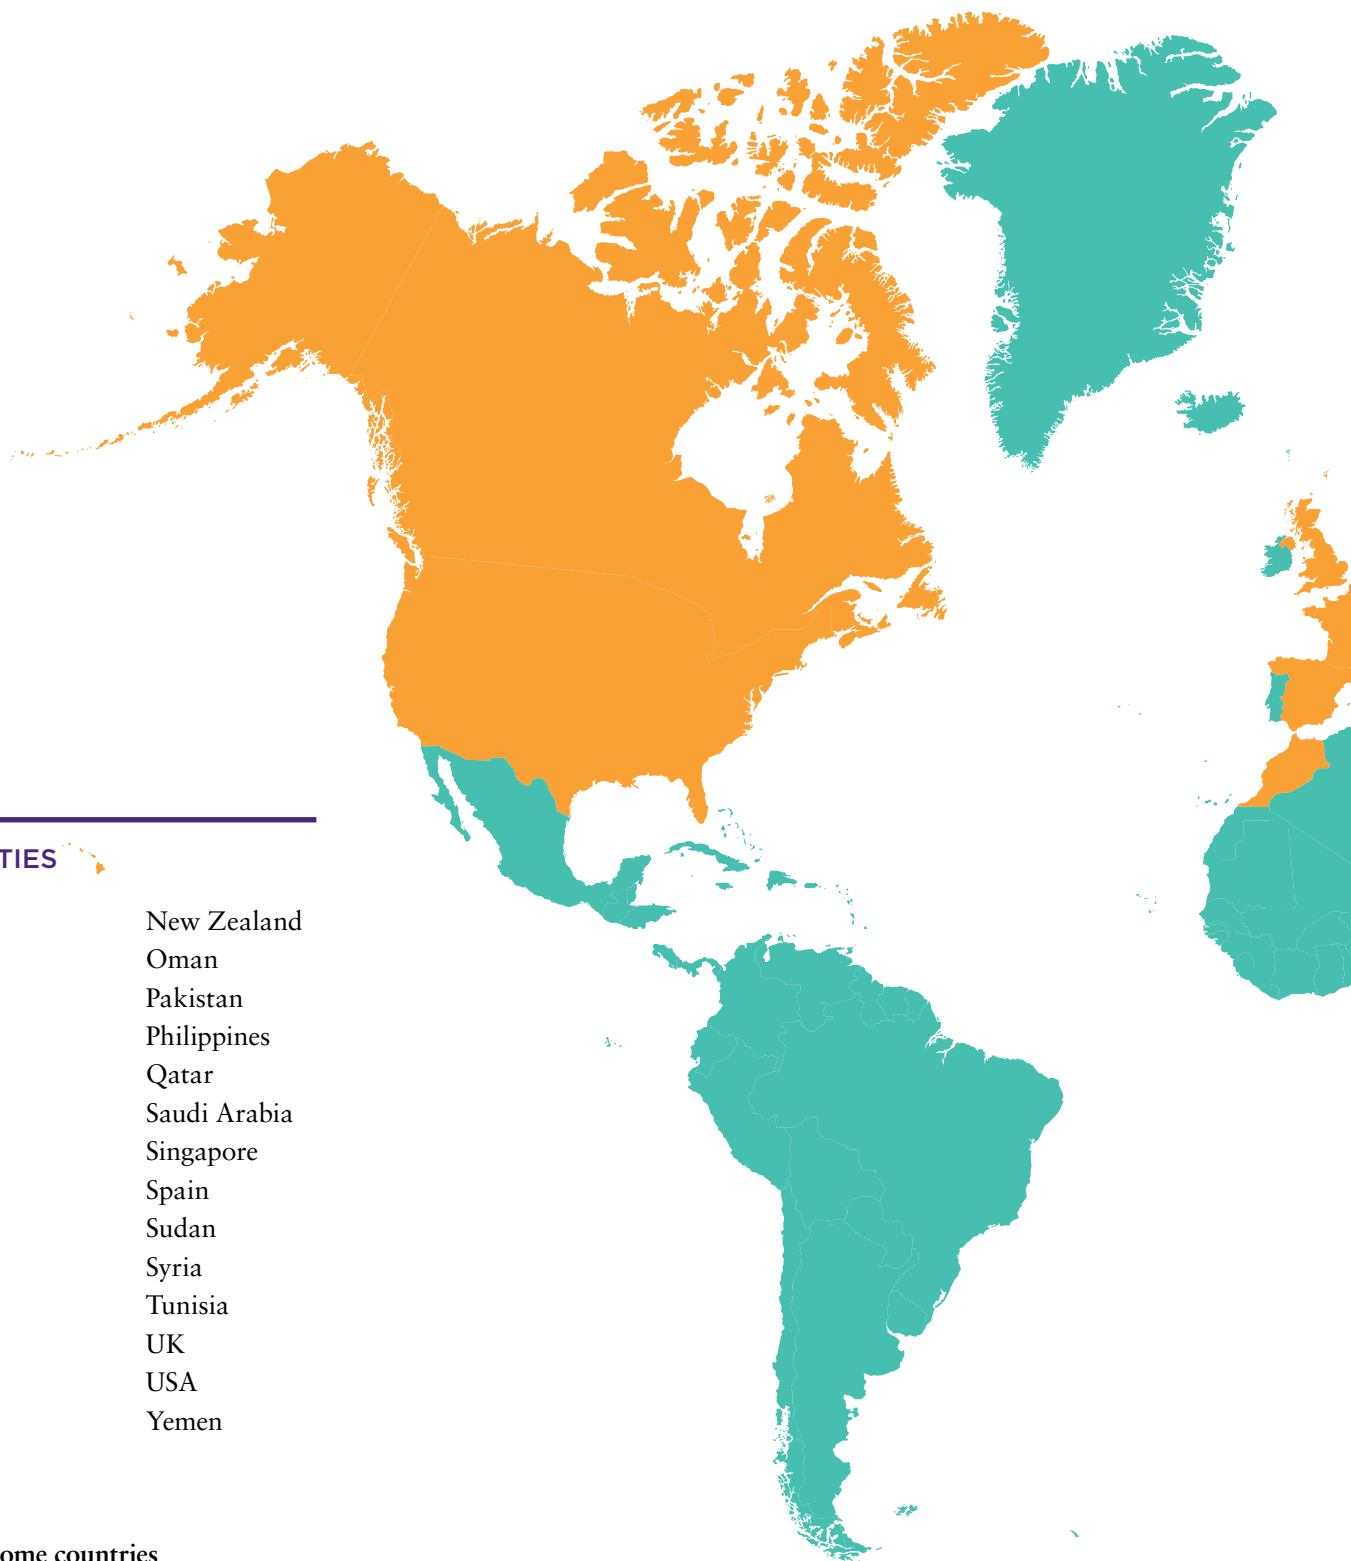 TIES
New Zealand
Oman
Pakistan
Philippines
Qatar
Saudi Arabia
Singapore
Spain
Sudan
Syria
Tunisia
UK
USA
Yemen
ome countries